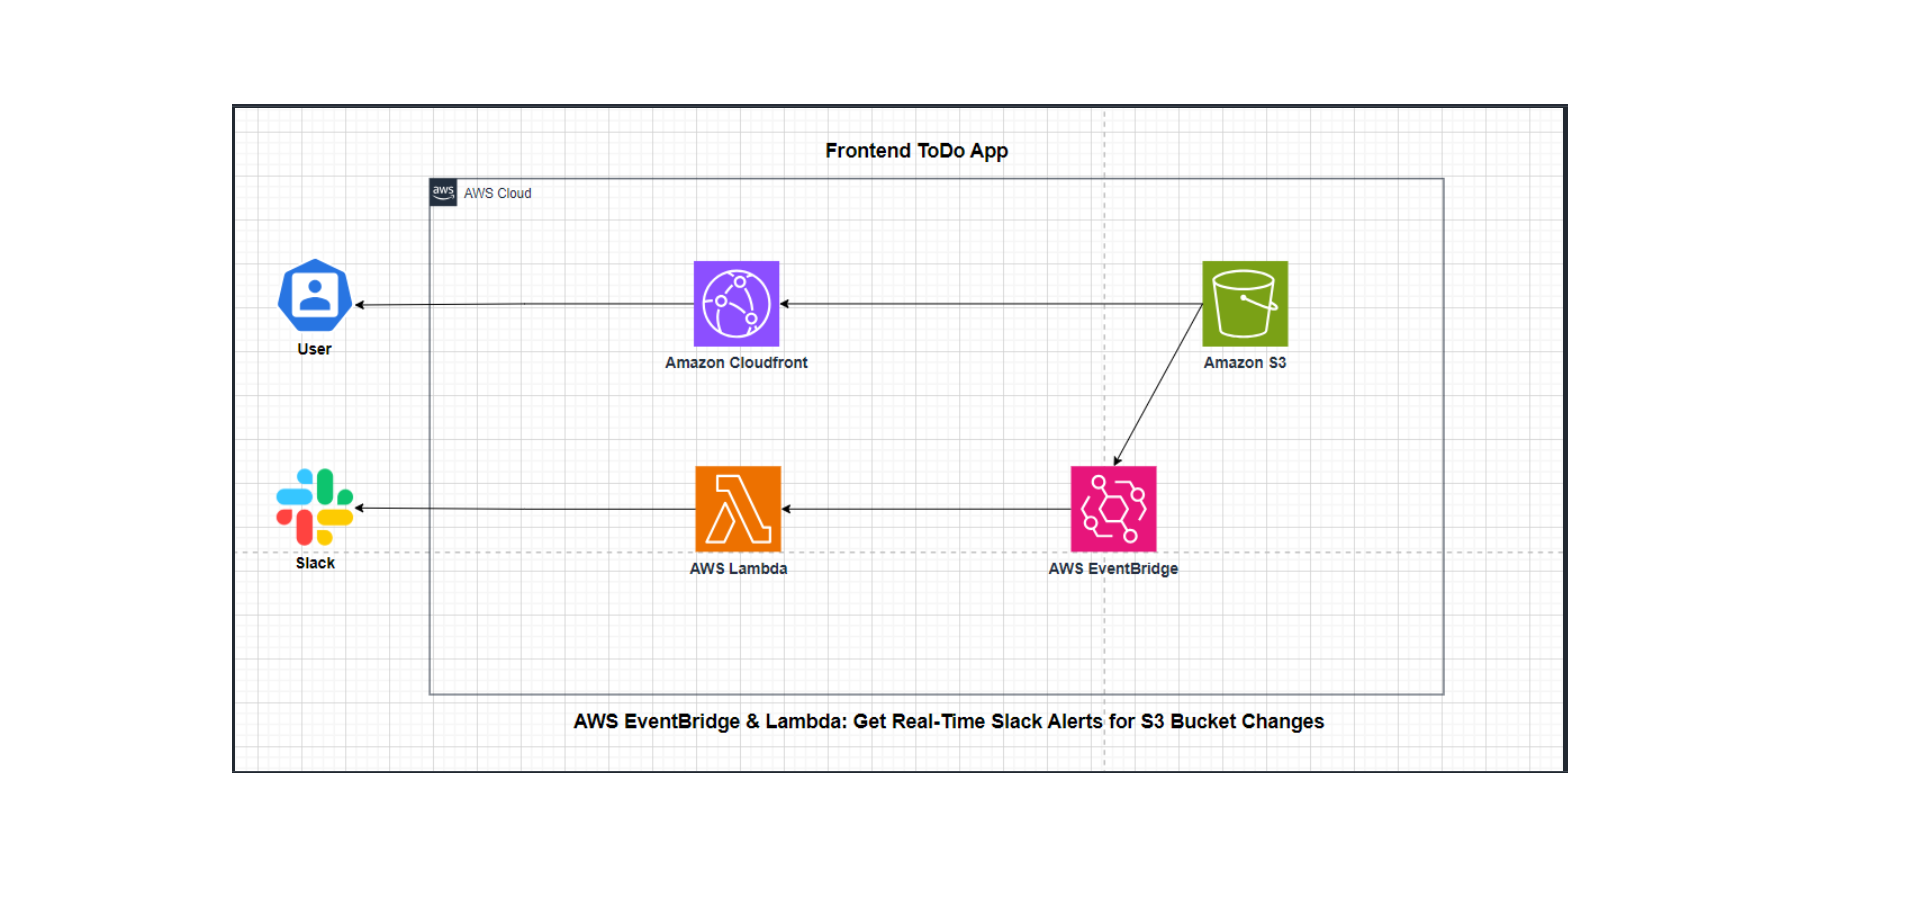 Frontend ToDo App
aws
AWS Cloud
User
Amazon Cloudfront
Amazon S3
Slack
AWS Lambda
AWS EventBridge
AWS EventBridge & Lambda: Get Real-Time Slack Alerts for S3 Bucket Changes